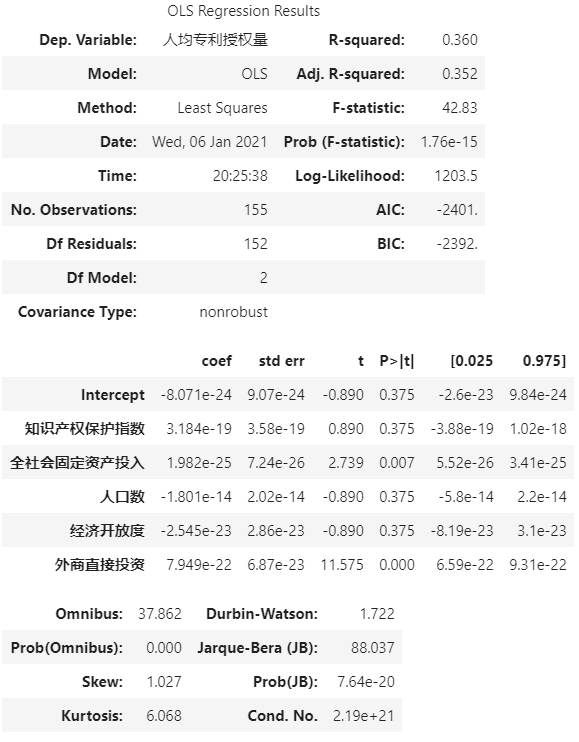 OLS Regression Results
Dep. Variable: 人均专利授权量 R-squared: 0.360
Model: OLS Adj. R-squared: 0.352
Method: Least Squares F-statistic: 42.83
Date: Wed, 06 Jan 2021 Prob (F-statistic): 1.76e-15
Time: 20:25:38 Log-Likelihood: 1203.5
No. Observations: 155 AIC: -2401.
Df Residuals: 152 BIC: -2392.
Df Model: 2
Covariance Type: nonrobust
coef std err t P>|t| [0.025 0.975]
Intercept -8.071e-24 9.07e-24 -0.890 0.375 -2.6e-23 9.84e-24
知识产权保护指数 3.184e-19 3.58e-19 0.890 0.375 -3.88e-19 1.02e-18
全社会固定资产投入 1.982e-25 7.24e-26 2.739 0.007 5.52e-26 3.41e-25
人口数 -1.801e-14 2.02e-14 -0.890 0.375 -5.8e-14 2.2e-14
经济开放度 -2.545e-23 2.86e-23 -0.890 0.375 -8.19e-23 3.1e-23
外商直接投资 7.949e-22 6.87e-23 11.575 0.000 6.59e-22 9.31e-22
Omnibus: 37.862 Durbin-Watson: 1.722
Prob(Omnibus): 0.000 Jarque-Bera (JB): 88.037
Skew: 1.027 Prob(JB): 7.64e-20
Kurtosis: 6.068 Cond. No. 2.19e+21